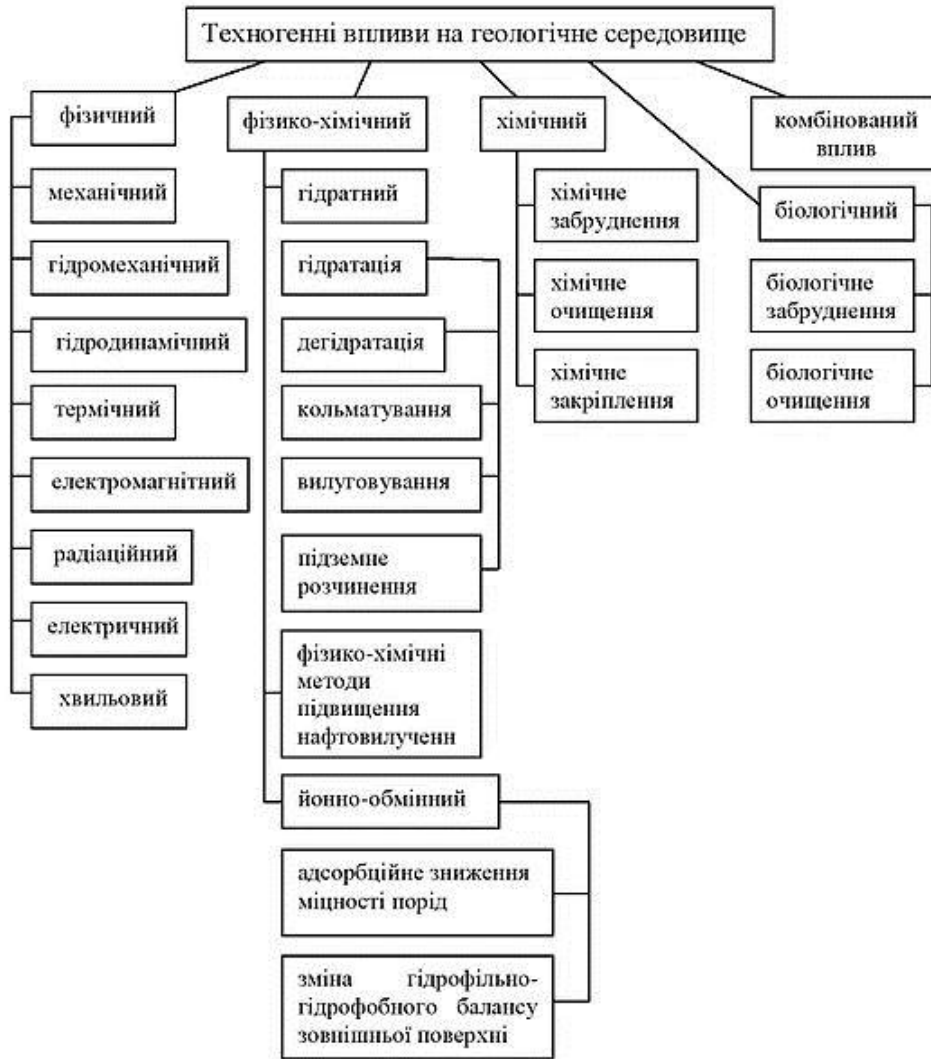 Техногенні впливи на геологічне середовище
фізичний
механічний
гідромеханічний
гідродинамічний
термічний
електромагнітний
радіаційний
електричний
хвильовий
фізико-хімічний
гідратний
гідратація
дегідратація
кольматування
вилуговування
підземне
розчинення
фізико-хімічні
методи
підвищення
нафтовилученн
йонно-обмінний
адсорбційне зниження
міцності порід
зміна гідрофільно-
гідрофобного балансу
зовнішньої поверхні
хімічний
хімічне
забруднення
хімічне
очищення
хімічне
закріплення
комбінований
вплив
біологічний
біологічне
забруднення
біологічне
очищення